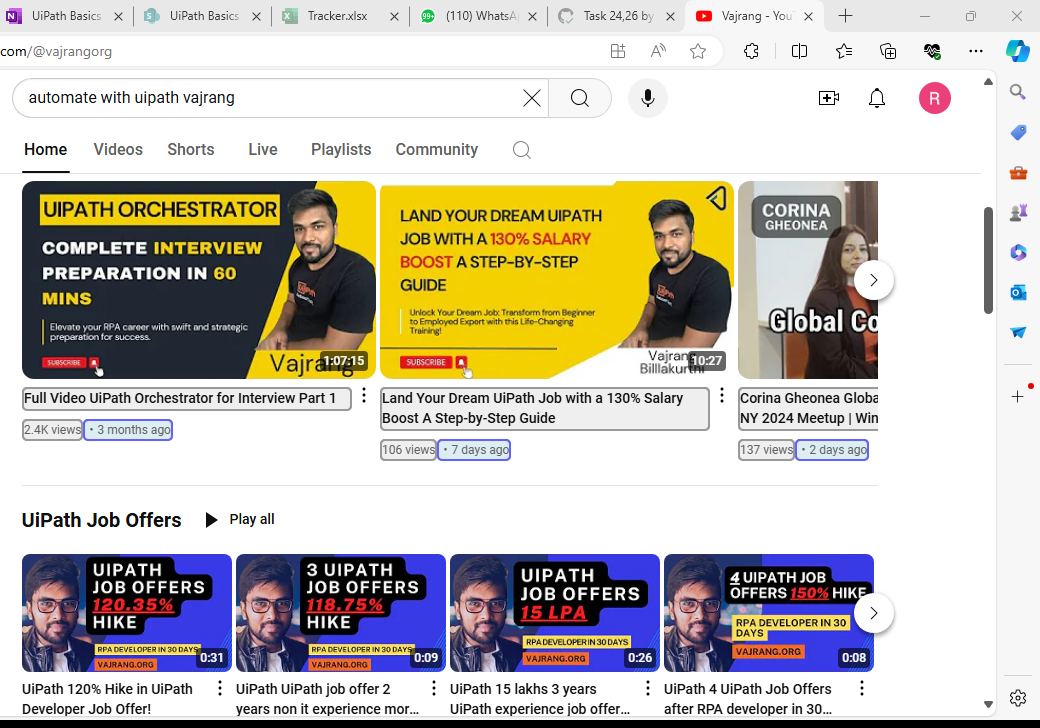 UiPath Basics
UiPath Basics
Tracker.xlsx
99+
(110) WhatsA
Task 24,26 by
Vajrang - You
com/@vajrangorg
automate with uipath vajrang
R
Home
Videos
Shorts
Live
Playlists
Community
UIPATH ORCHESTRATOR
COMPLETE INTERVIEW
PREPARATION IN 60
MINS
Elevate your RPA career with swift and strategic
preparation for success.
SUBSCRIBE
Vajrang
1:07:15
LAND YOUR DREAM UIPATH
JOB WITH A 130% SALARY
BOOST A STEP-BY-STEP
GUIDE
Unlock Your Dream Job: Transform from Beginner
to Employed Expert with this Life-Changing
Training!
SUBSCRIBE
Vajrang
Billlakurthi
10:27
CORINA
GHEONEA
Global Co
Full Video UiPath Orchestrator for Interview Part 1
2.4K views • 3 months ago
Land Your Dream UiPath Job with a 130% Salary
Boost A Step-by-Step Guide
106 views • 7 days ago
Corina Gheonea Globa
NY 2024 Meetup | Win
137 views • 2 days ago
UiPath Job Offers
Play all
UIPATH
JOB OFFERS
120.35%
HIKE
RPA DEVELOPER IN 30 DAYS
VAJRANG.ORG
0:31
3 UIPATH
JOB OFFERS
118.75%
HIKE
RPA DEVELOPER IN 30 DAYS
VAJRANG.ORG
0:09
UIPATH
JOB OFFERS
15 LPA
RPA DEVELOPER IN 30 DAYS
VAJRANG.ORG
0:26
4 UIPATH JOB
OFFERS 150% HIKE
RPA DEVELOPER IN 30
DAYS
VAJRANG.ORG
0:08
UiPath 120% Hike in UiPath
Developer Job Offer!
UiPath UiPath job offer 2
years non it experience mor...
UiPath 15 lakhs 3 years
UiPath experience job offer...
UiPath 4 UiPath Job Offers
after RPA developer in 30...